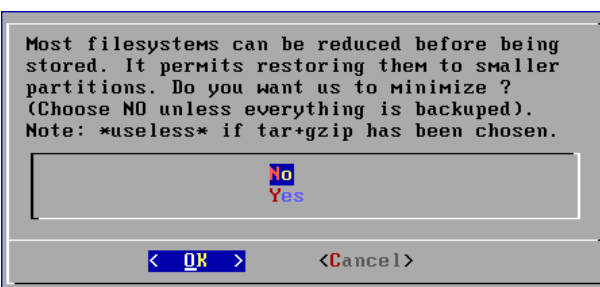 Most filesystems can be reduced before being
stored. It permits restoring them to smaller
partitions. Do you want us to minimize ?
(Choose NO unless everything is backuped).
Note: *useless* if tar+gzip has been chosen.
No
Yes
< OK > <Cancel>